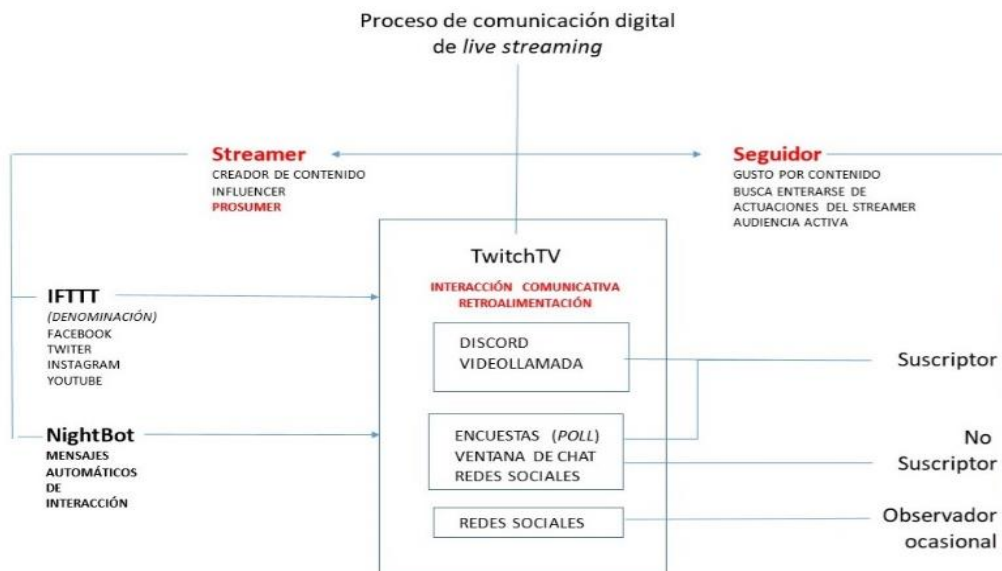 Proceso de comunicación digital
de live streaming
Streamer
CREADOR DE CONTENIDO
INFLUENCER
PROSUMER
Seguidor
GUSTO POR CONTENIDO
BUSCA ENTERARSE DE
ACTUACIONES DEL STREAMER
AUDIENCIA ACTIVA
IFTTT
(DENOMINACIÓN)
FACEBOOK
TWITER
INSTAGRAM
YOUTUBE
NightBot
MENSAJES
AUTOMÁTICOS
DE
INTERACCIÓN
TwitchTV
INTERACCIÓN COMUNICATIVA
RETROALIMENTACIÓN
DISCORD
VIDEOLLAMADA
ENCUESTAS (POLL)
VENTANA DE CHAT
REDES SOCIALES
REDES SOCIALES
Suscriptor
No
Suscriptor
Observador
ocasional